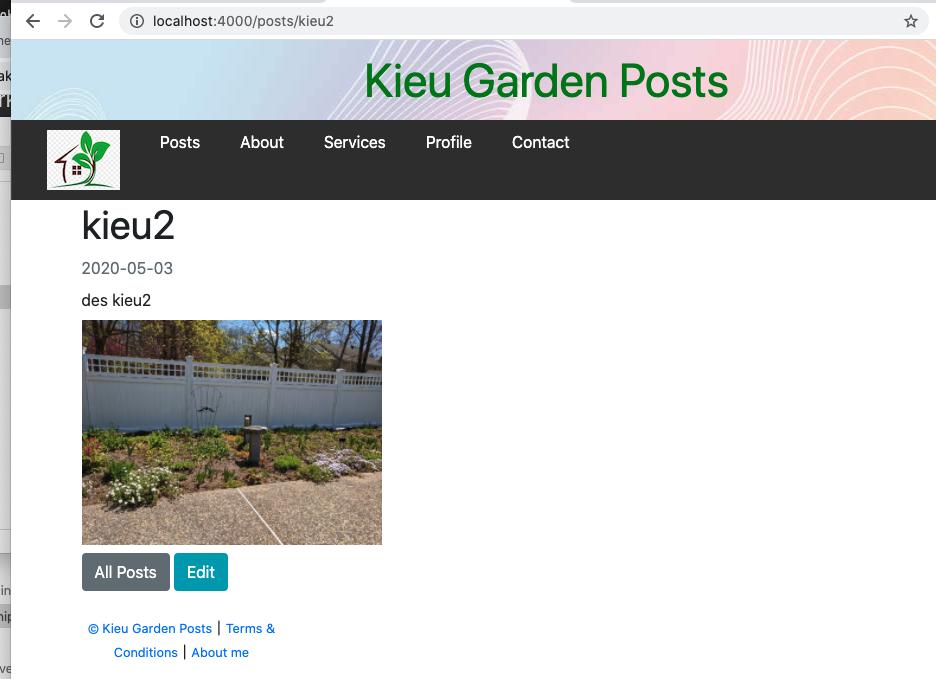 localhost:4000/posts/kieu2
Kieu Garden Posts
Posts About Services Profile Contact
kieu2
2020-05-03
des kieu2
All Posts Edit
© Kieu Garden Posts | Terms &
Conditions | About me